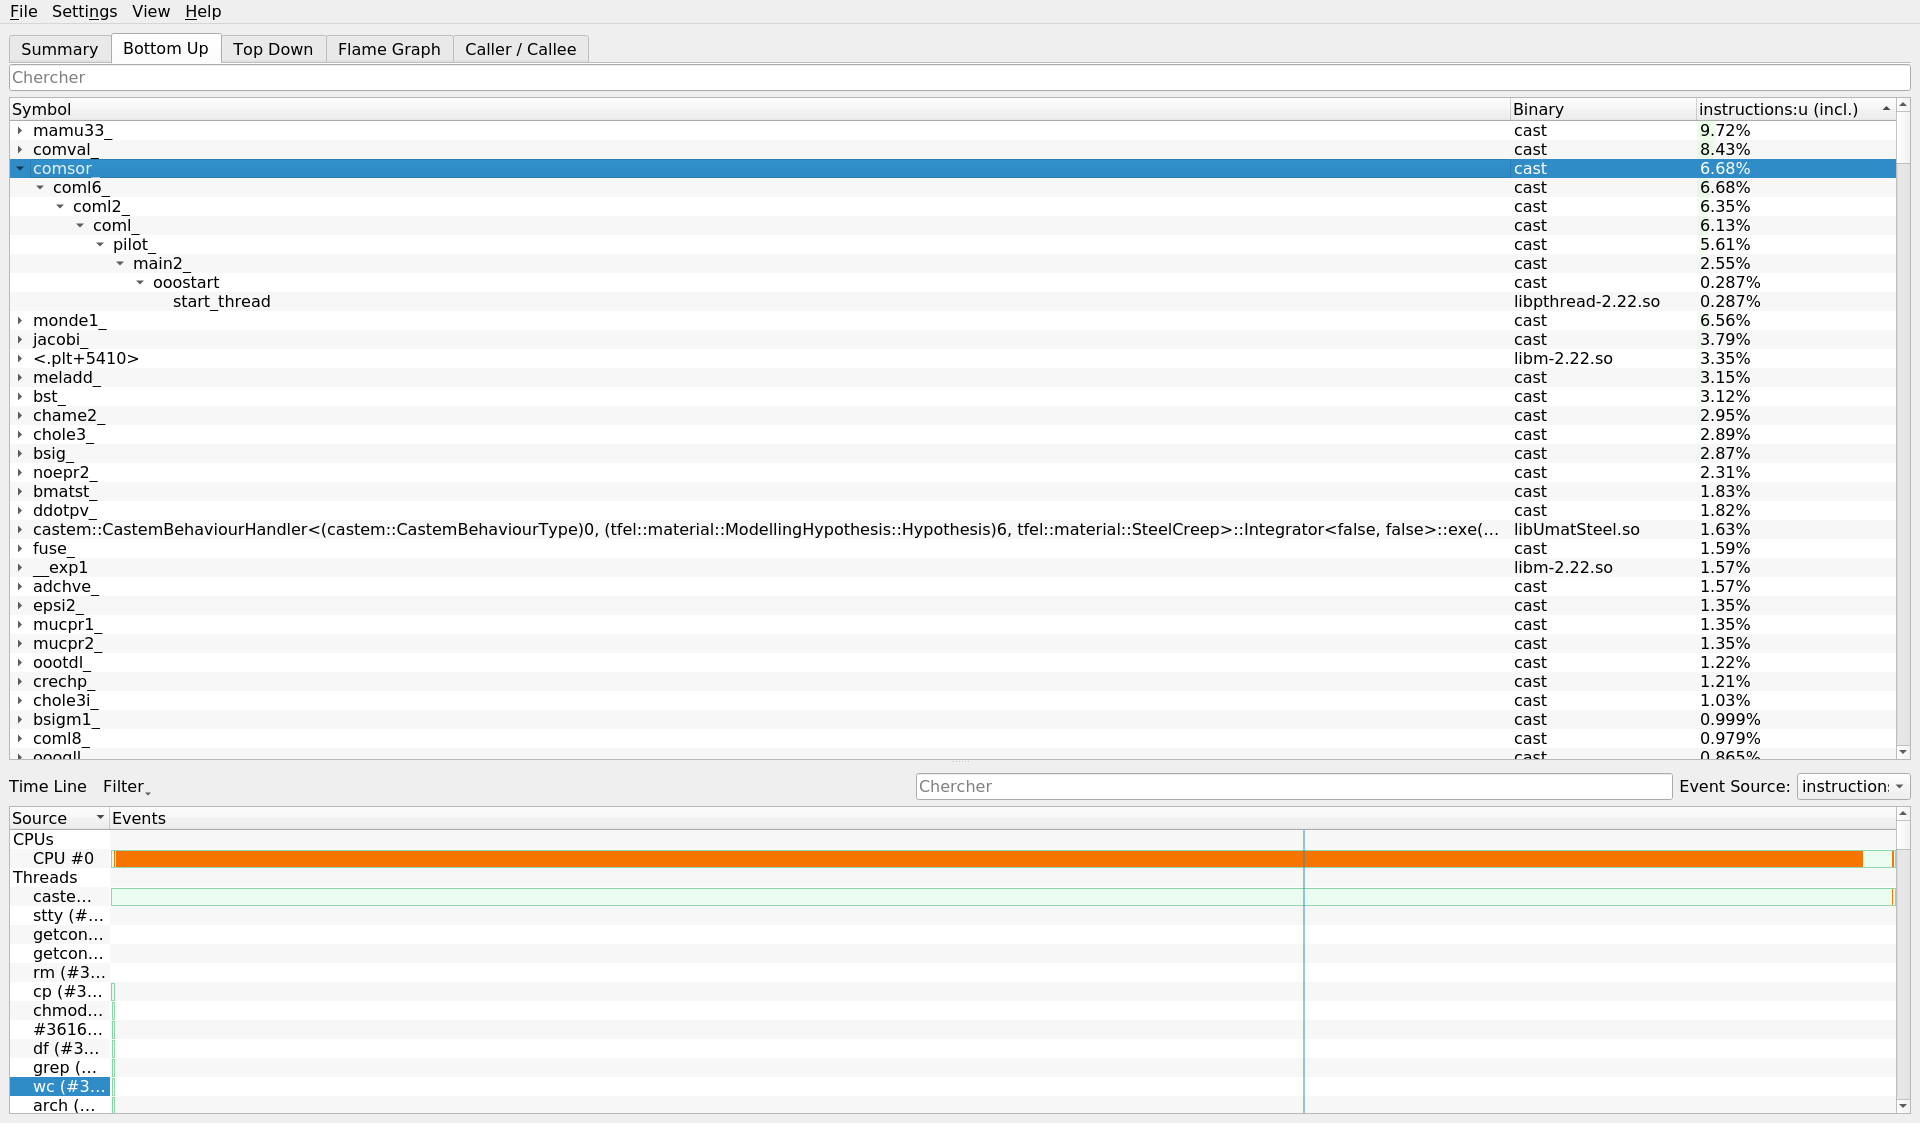 File Settings View Help
Summary Bottom Up Top Down Flame Graph Caller / Callee
Chercher
Symbol Binary instructions:u (incl.)
mamu33_ cast 9.72%
comval_ cast 8.43%
comsor_ cast 6.68%
coml6_ cast 6.68%
coml2_ cast 6.35%
coml_ cast 6.13%
pilot_ cast 5.61%
main2_ cast 2.55%
ooostart cast 0.287%
start_thread libpthread-2.22.so 0.287%
monde1_ cast 6.56%
jacobi_ cast 3.79%
<.plt+5410> libm-2.22.so 3.35%
meladd_ cast 3.15%
bst_ cast 3.12%
chame2_ cast 2.95%
chole3_ cast 2.89%
bsig_ cast 2.87%
noepr2_ cast 2.31%
bmatst_ cast 1.83%
ddotpv_ cast 1.82%
castem::CastemBehaviourHandler<(castem::CastemBehaviourType)0, (tfel::material::ModellingHypothesis::Hypothesis)6, tfel::material::SteelCreep>::Integrator<false, false>::exe(... libUmatSteel.so 1.63%
fuse_ cast 1.59%
__exp1 libm-2.22.so 1.57%
adchve_ cast 1.57%
epsi2_ cast 1.35%
mucpr1_ cast 1.35%
mucpr2_ cast 1.35%
oootdl_ cast 1.22%
crechp_ cast 1.21%
chole3i_ cast 1.03%
bsigm1_ cast 0.999%
coml8_ cast 0.979%
cast 0.865%
Time Line Filter Chercher Event Source: instruction
Source Events
CPUs
CPU #0
Threads
caste...
stty (#...
getcon...
getcon...
rm (#3...
cp (#3...
chmod...
#3616...
df (#3...
grep (...
wc (#3...
arch (...